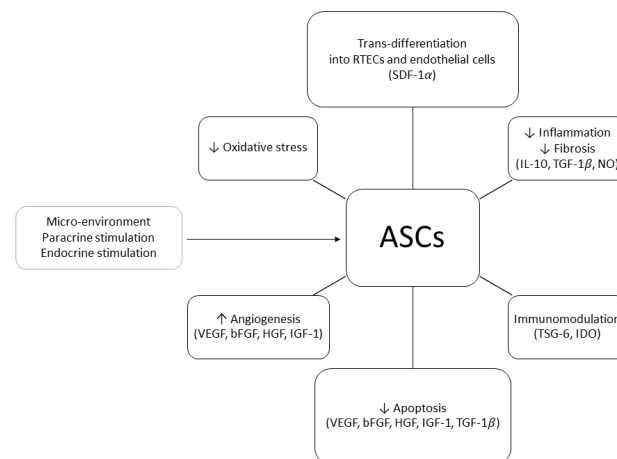 Trans-differentiation
into RTECs and endothelial cells
(SDF-1α)
↓ Oxidative stress
↓ Inflammation
↓ Fibrosis
(IL-10, TGF-1β, NO)
Micro-environment
Paracrine stimulation
Endocrine stimulation
ASCs
↑ Angiogenesis
(VEGF, bFGF, HGF, IGF-1)
Immunomodulation
(TSG-6, IDO)
↓ Apoptosis
(VEGF, bFGF, HGF, IGF-1, TGF-1β)